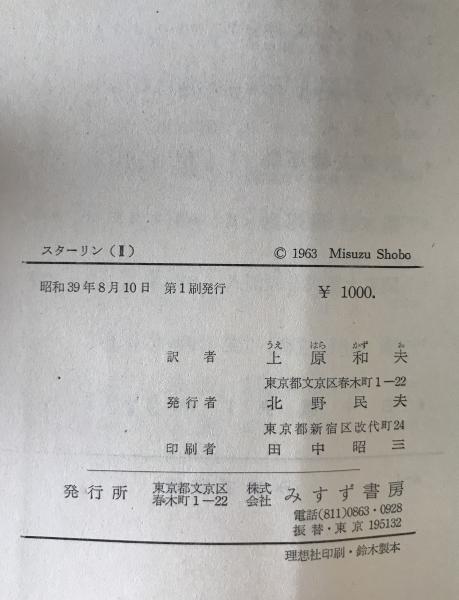 スターリン(Ⅱ) © 1963 Misuzu Shobo
昭和39年8月10日 第1刷発行 ¥ 1000.
うえ はら かず お
訳者 上原和夫
東京都文京区春木町1-22
発行者 北野民夫
東京都新宿区改代町24
印刷者 田中昭三
発行所 東京都文京区春木町1-22 株式会社 みすず書房
電話(811)0863・0928
振替・東京 195132
理想社印刷・鈴木製本